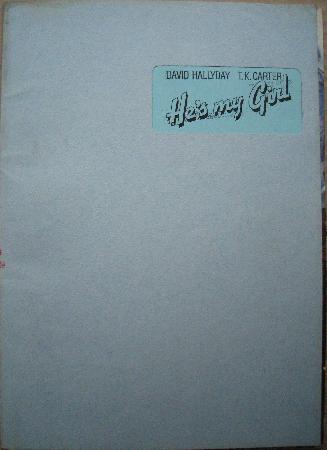 DAVID HALLYDAY T.K. CARTER
He's my Girl